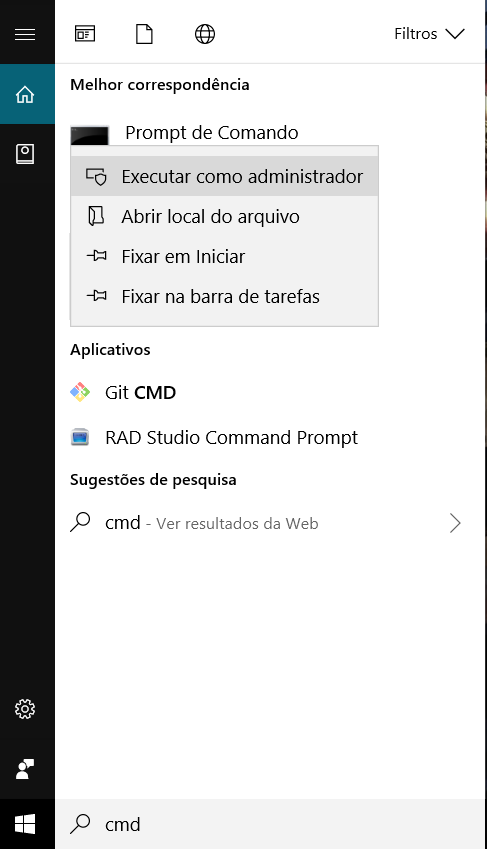 Filtros
Melhor correspondência
Prompt de Comando
Executar como administrador
Abrir local do arquivo
Fixar em Iniciar
Fixar na barra de tarefas
Aplicativos
Git CMD
RAD Studio Command Prompt
Sugestões de pesquisa
cmd - Ver resultados da Web
cmd